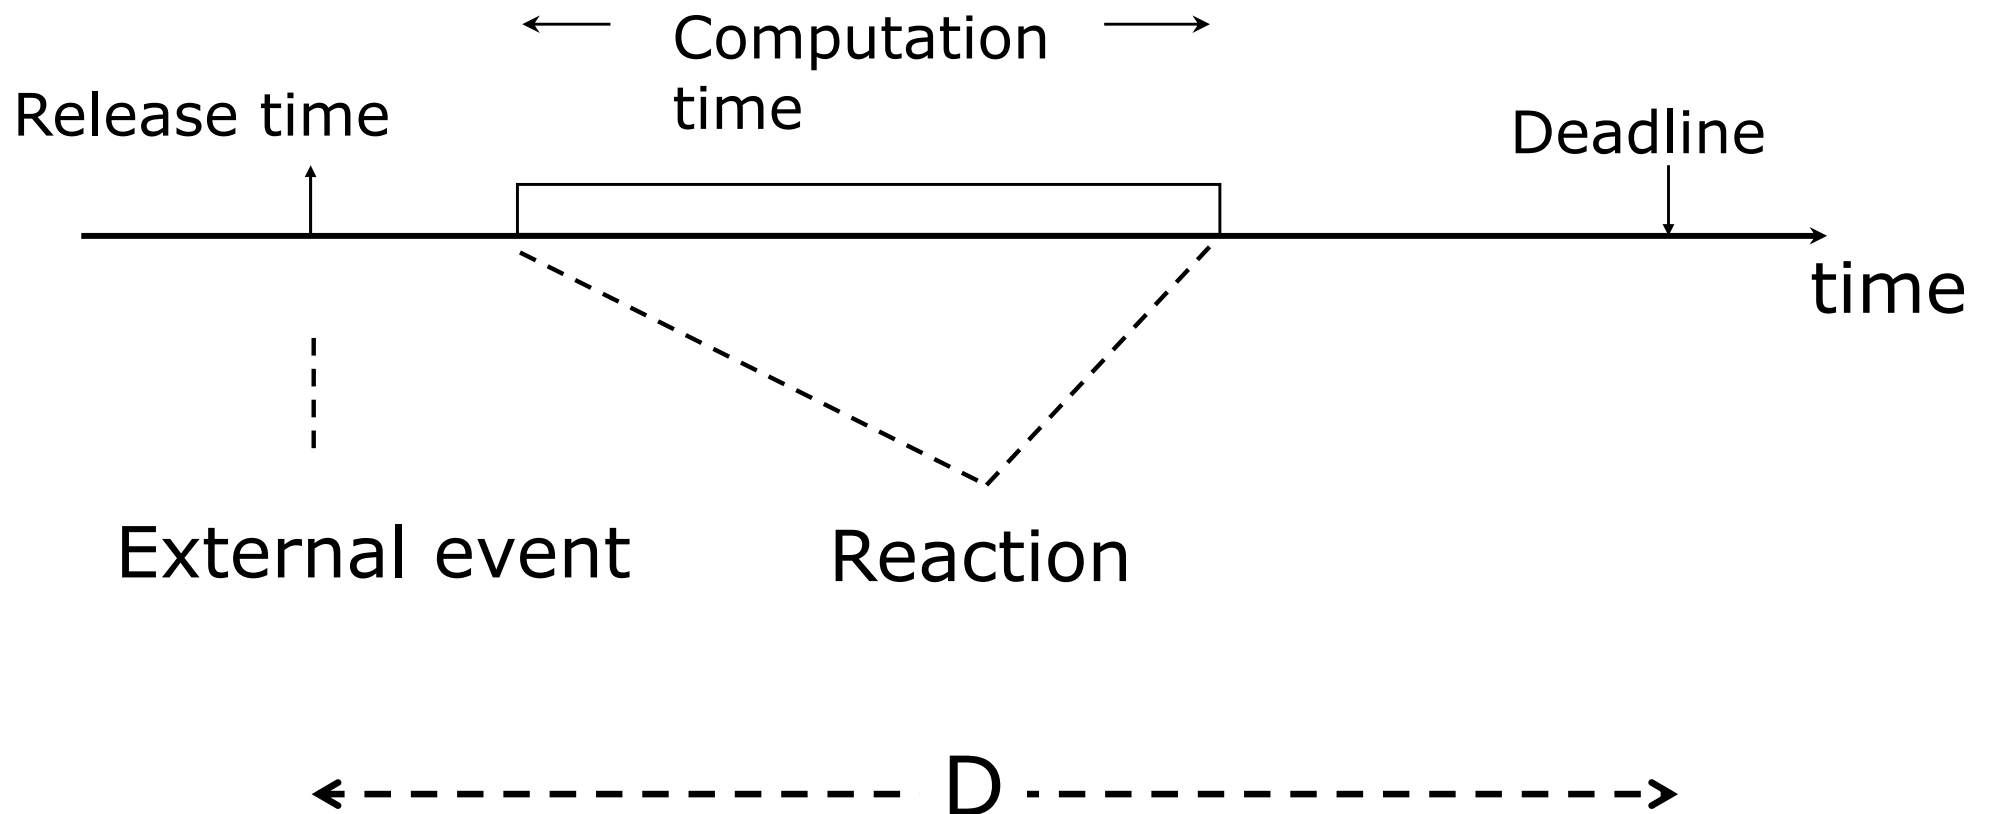 Computation
time
Release time
Deadline
time
External event
Reaction
D